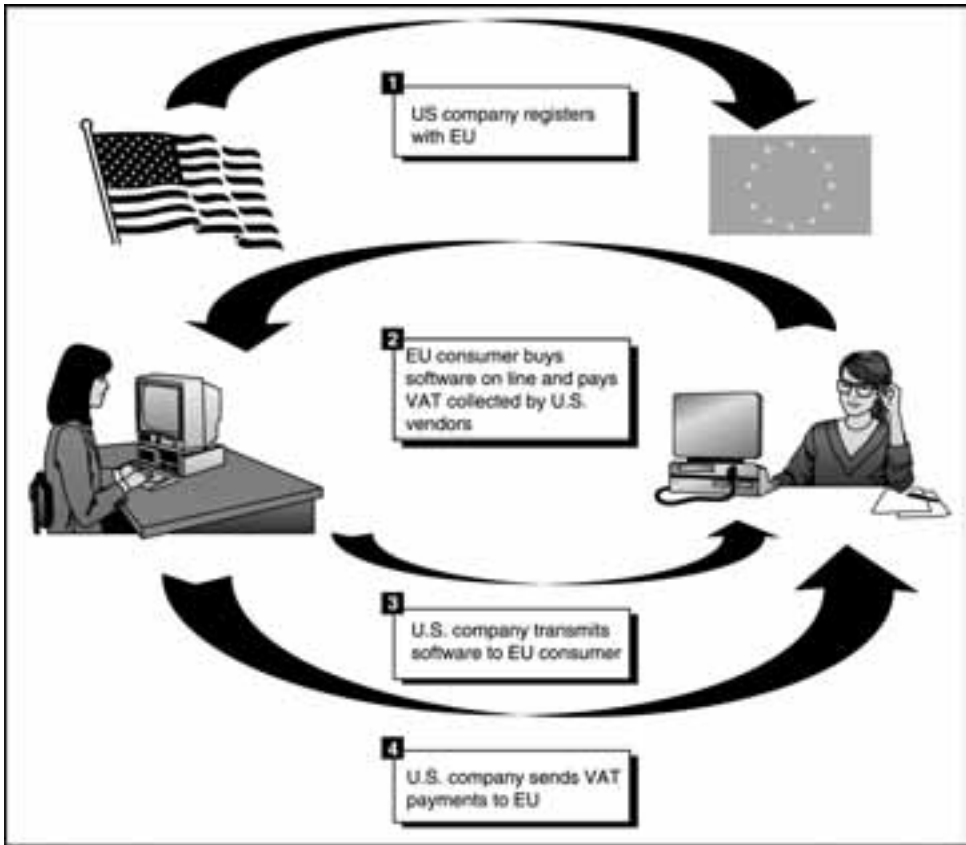 1
US company registers
with EU
2
EU consumer buys
software on line and pays
VAT collected by U.S.
vendors
3
U.S. company transmits
software to EU consumer
4
U.S. company sends VAT
payments to EU